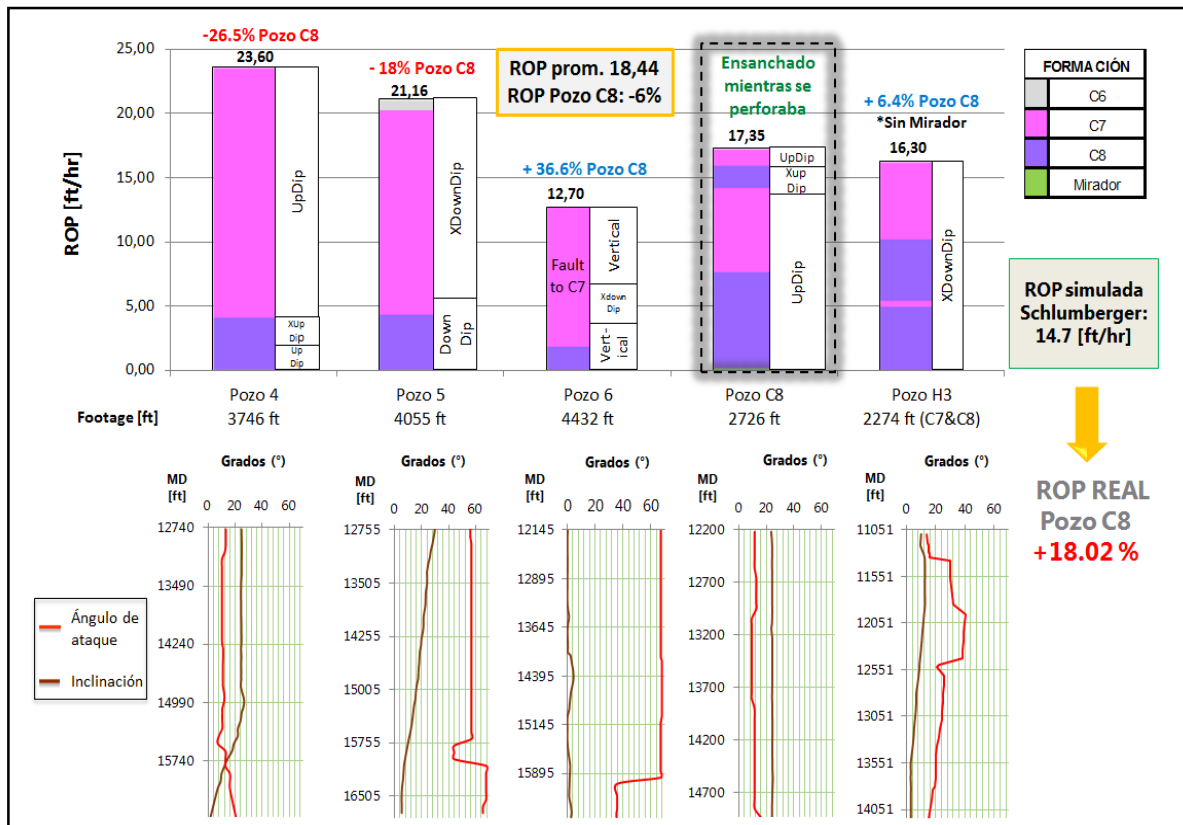 -26.5% Pozo C8
23,60
- 18% Pozo C8
21,16
ROP prom. 18,44
ROP Pozo C8: -6%
+ 36.6% Pozo C8
12,70
Ensanchado
mientras se
perforaba
17,35
+ 6.4% Pozo C8
*Sin Mirador
16,30
FORMACIÓN
C6
C7
C8
Mirador
ROP [ft/hr]
25,00
20,00
15,00
10,00
5,00
0,00
UpDip
XUp
Dip
Up
Dip
XDownDip
Down
Dip
Fault
to C7
Vertical
Xdown
Dip
Vert-
ical
UpDip
Xup
Dip
UpDip
XDownDip
ROP simulada
Schlumberger:
14.7 [ft/hr]
Pozo 4
Pozo 5
Pozo 6
Pozo C8
Pozo H3
Footage [ft]
3746 ft
4055 ft
4432 ft
2726 ft
2274 ft (C7&C8)
ROP REAL
Pozo C8
+18.02 %
Grados (°)
MD
[ft]
0 20 40 60
12740
13490
14240
14990
15740
Grados (°)
MD
[ft]
0 20 40 60
12755
13505
14255
15005
15755
16505
Grados (°)
MD
[ft]
0 20 40 60
12145
12895
13645
14395
15145
15895
Grados (°)
MD
[ft]
0 20 40 60
12200
12700
13200
13700
14200
14700
Grados (°)
MD
[ft]
0 20 40 60
11051
11551
12051
12551
13051
13551
14051
Ángulo de
ataque
Inclinación